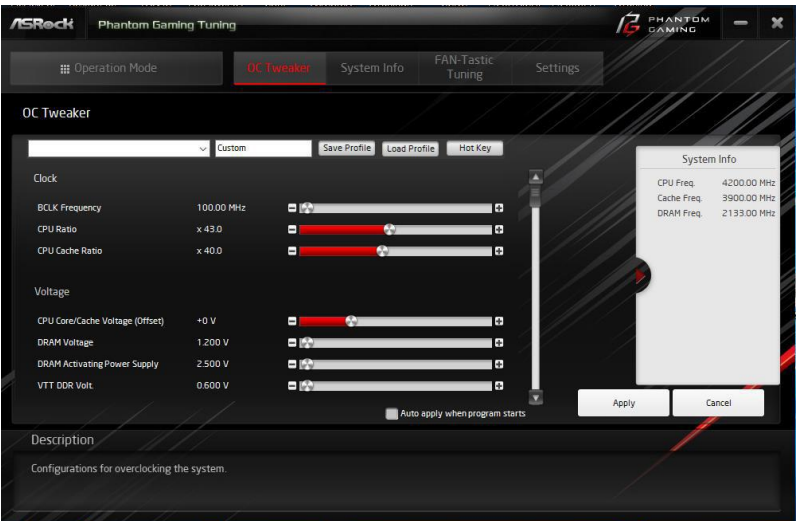 ASRock
Phantom Gaming Tuning
PHANTOM
GAMING
Operation Mode
OC Tweaker
System Info
FAN-Tastic
Tuning
Settings
OC Tweaker
Custom
Save Profile
Load Profile
Hot Key
Clock
BCLK Frequency 100.00 MHz
CPU Ratio x 43.0
CPU Cache Ratio x 40.0
Voltage
CPU Core/Cache Voltage (Offset) +0 V
DRAM Voltage 1.200 V
DRAM Activating Power Supply 2.500 V
VTT DDR Volt. 0.600 V
Auto apply when program starts
System Info
CPU Freq. 4200.00 MHz
Cache Freq. 3900.00 MHz
DRAM Freq. 2133.00 MHz
Apply
Cancel
Description
Configurations for overclocking the system.